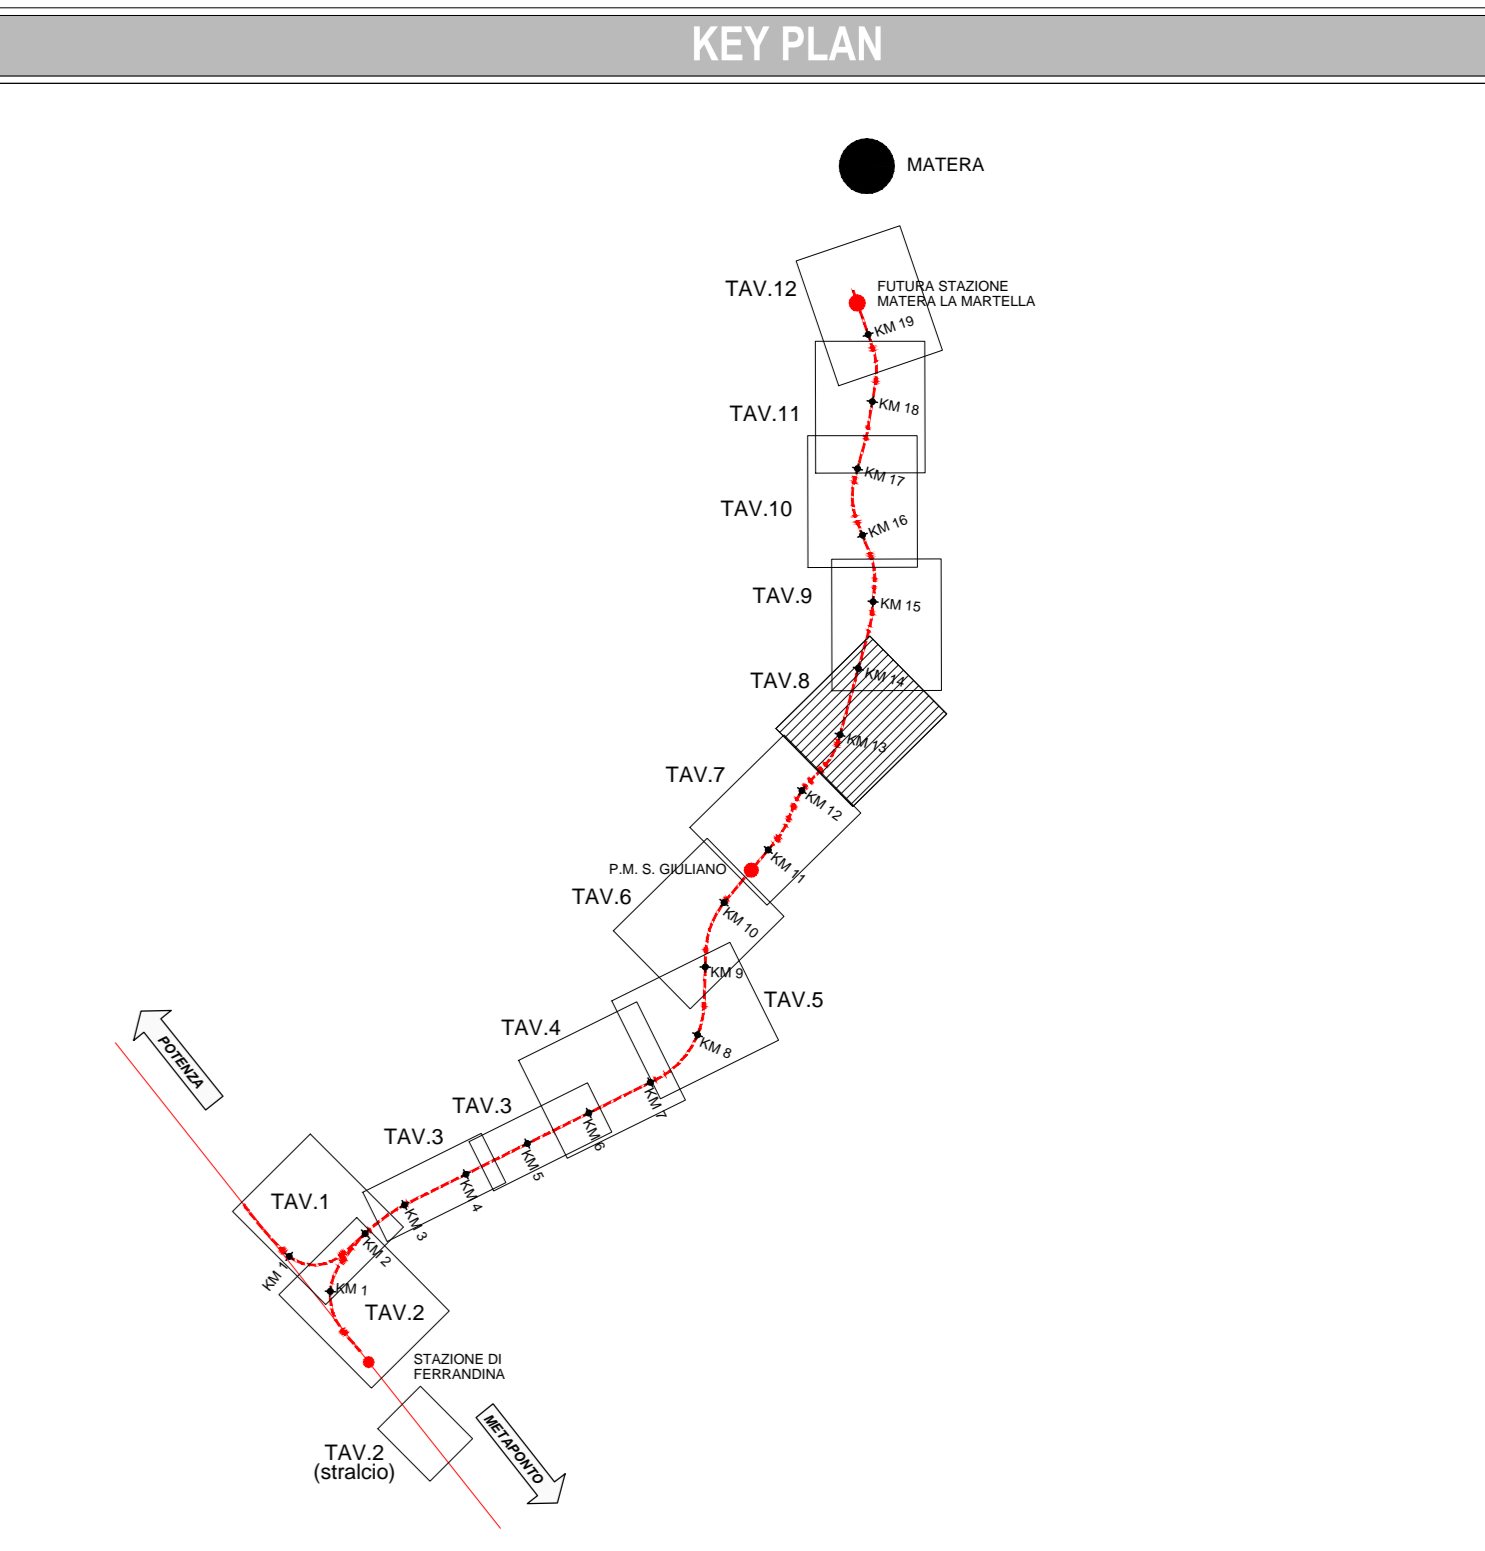 KEY PLAN
MATERA
TAV.12
FUTURA STAZIONE
MATERA LA MARTELLA
KM 19
TAV.11
KM 18
KM 17
TAV.10
KM 16
TAV.9
KM 15
TAV.8
KM 14
KM 13
TAV.7
KM 12
KM 11
P.M. S. GIULIANO
TAV.6
KM 10
KM 9
TAV.5
TAV.4
KM 8
POTENZA
KM 7
TAV.3
KM 6
TAV.3
KM 5
KM 4
TAV.1
KM 3
KM 2
KM 1
KM 1
TAV.2
STAZIONE DI
FERRANDINA
METAPONTO
TAV.2
(stralcio)